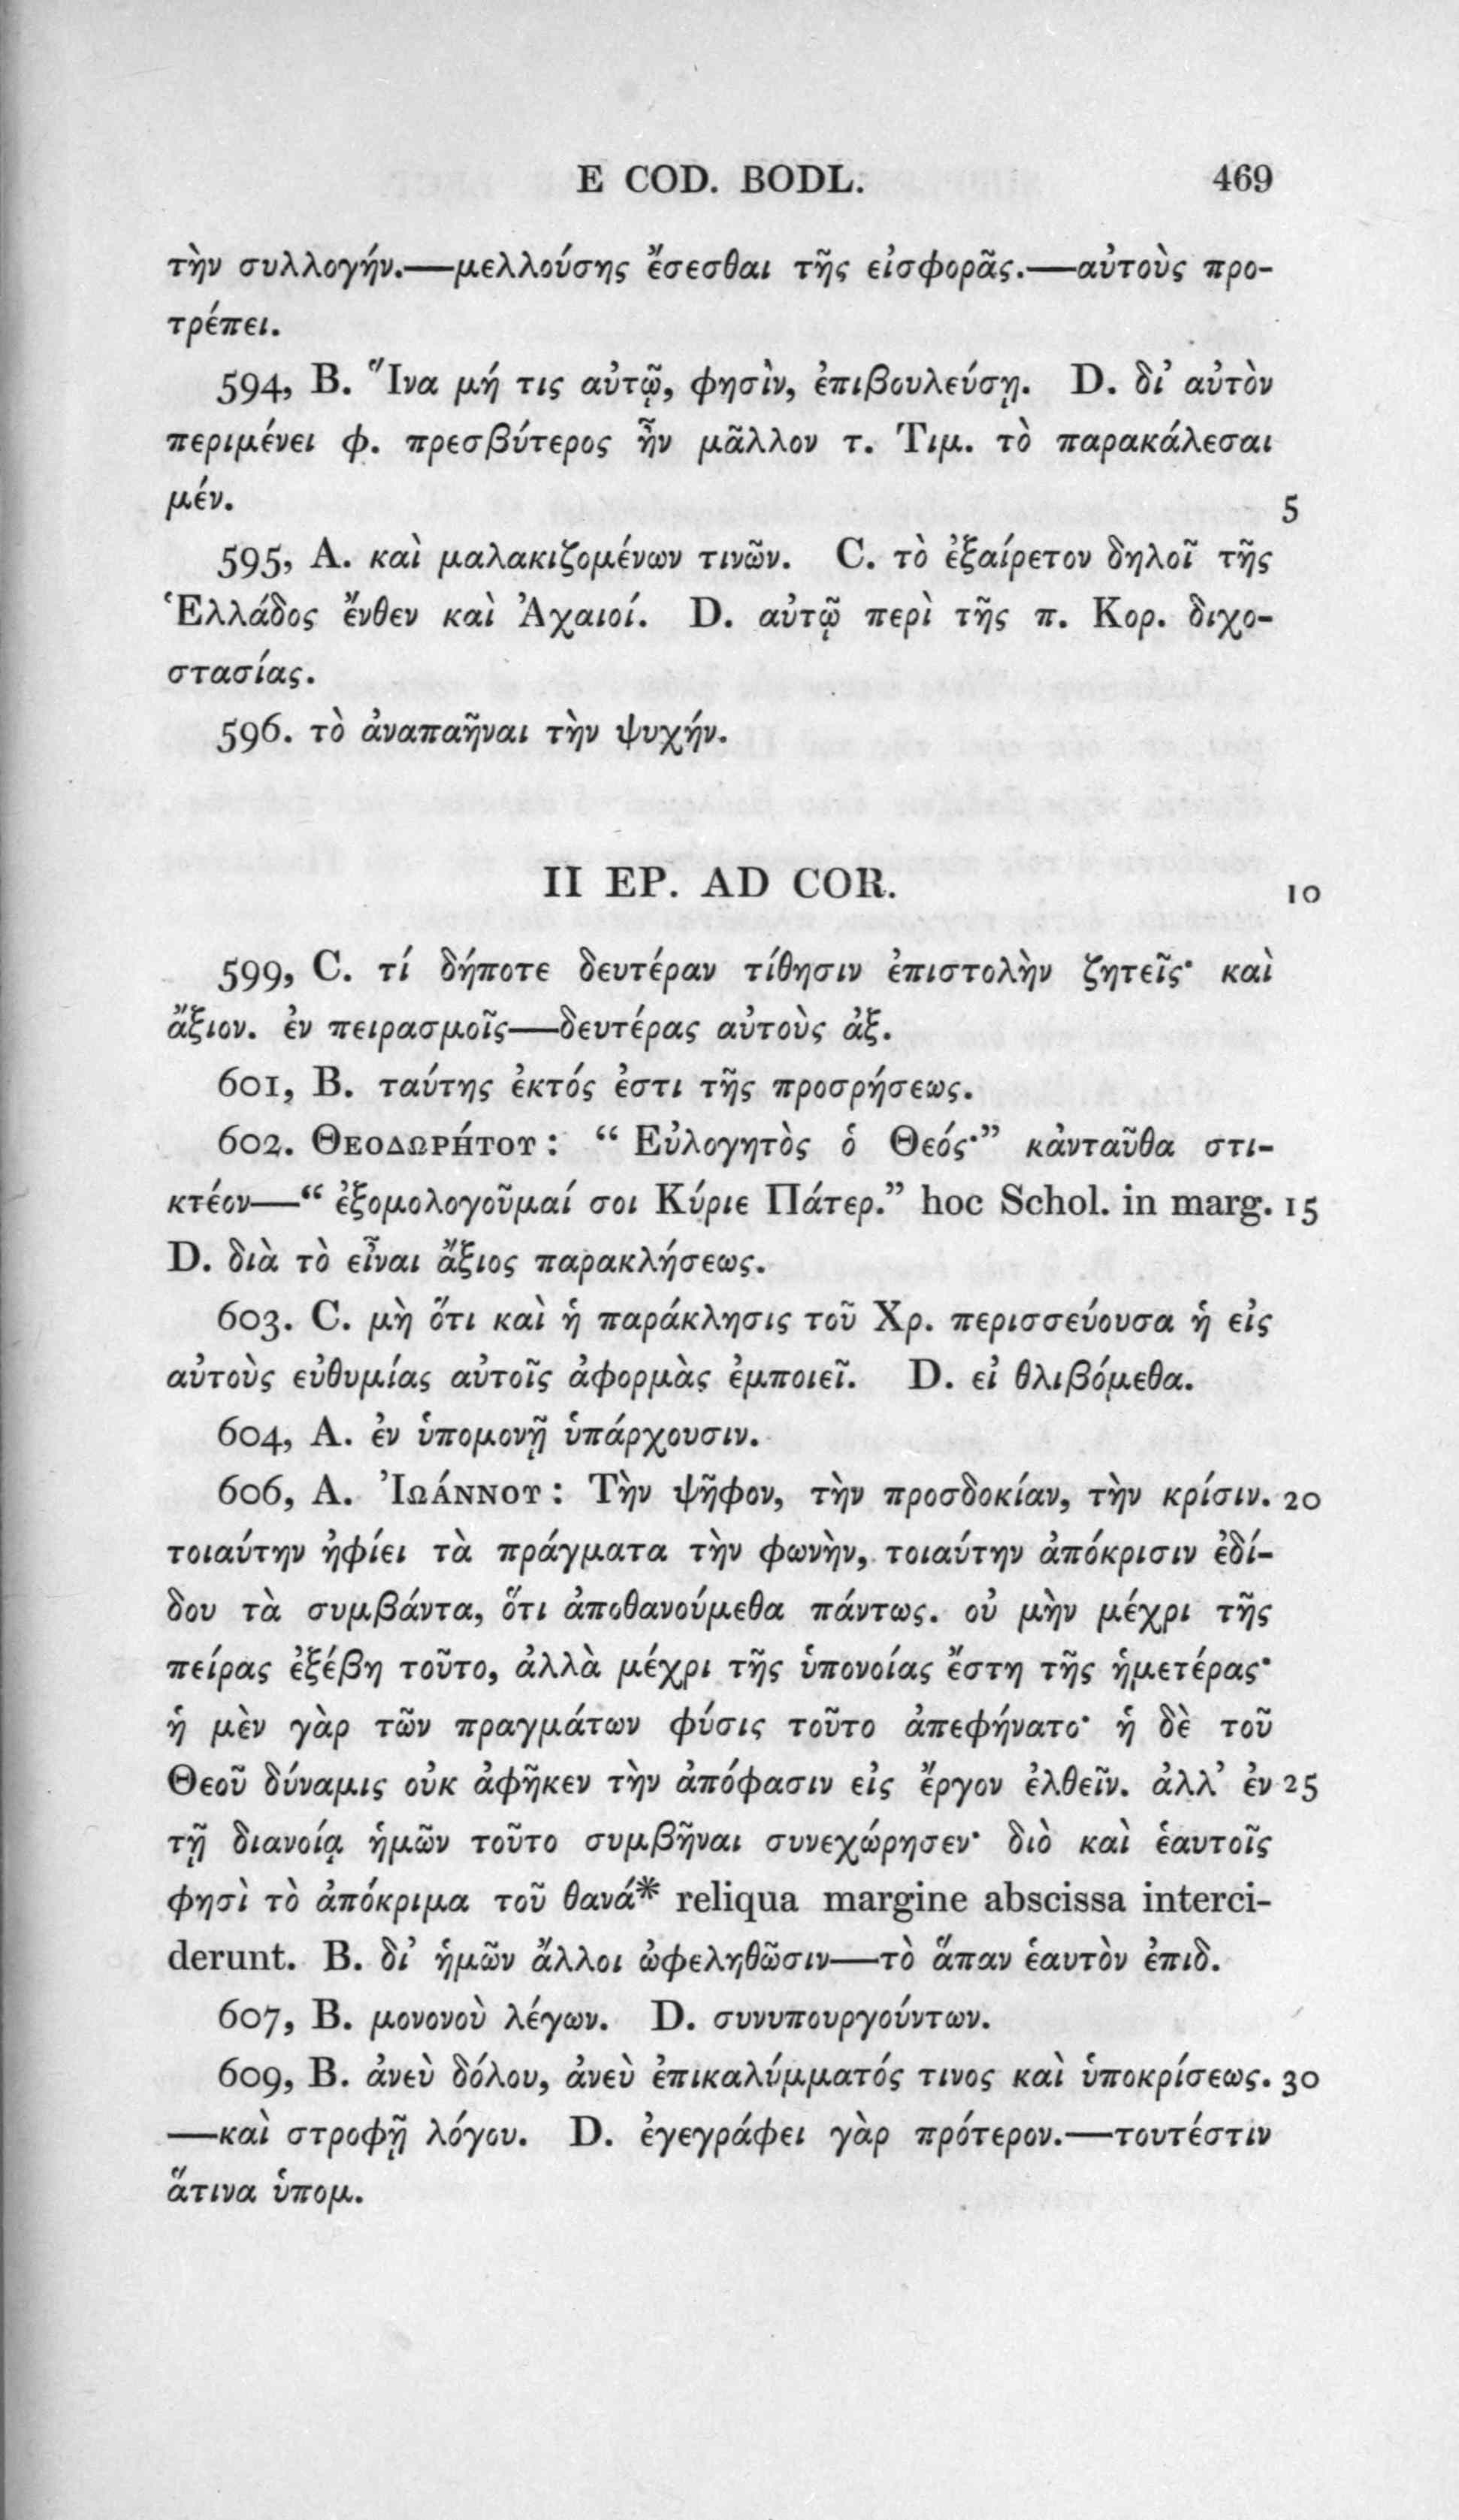 E COD. BODL. 469
τὴν συλλογήν.—μελλούσης ἔσεσθαι τῆς εἰσφορᾶς.—αὐτοὺς προ-
τρέπει.
594, B. Ἵνα μή τις αὐτῷ, φησὶν, ἐπιβουλεύσῃ. D. δι᾽ αὐτὸν
περιμένει φ. πρεσβύτερος ἦν μᾶλλον τ. Τιμ. τὸ παρακάλεσαι
μέν. 5
595, A. καὶ μαλακιζομένων τινῶν. C. τὸ ἐξαίρετον δηλοῖ τῆς
Ἑλλάδος ἔνθεν καὶ Ἀχαιοί. D. αὐτῷ περὶ τῆς π. Κορ. διχο-
στασίας.
596. τὸ ἀναπαῆναι τὴν ψυχήν.
II EP. AD COR. 10
599, C. τί δήποτε δευτέραν τίθησιν ἐπιστολὴν ζητεῖς· καὶ
ἄξιον. ἐν πειρασμοῖς—δευτέρας αὐτοὺς ἀξ.
601, B. ταύτης ἐκτός ἐστι τῆς προσρήσεως.
602. ΘΕΟΔΩΡΉΤΟΥ: “ Εὐλογητὸς ὁ Θεός·” κἀνταῦθα στι-
κτέον—“ ἐξομολογοῦμαί σοι Κύριε Πάτερ.” hoc Schol. in marg. 15
D. διὰ τὸ εἶναι ἄξιος παρακλήσεως.
603. C. μὴ ὅτι καὶ ἡ παράκλησις τοῦ Χρ. περισσεύουσα ἡ εἰς
αὐτοὺς εὐθυμίας αὐτοῖς ἀφορμὰς ἐμποιεῖ. D. εἰ θλιβόμεθα.
604, A. ἐν ὑπομονῇ ὑπάρχουσιν.
606, A. ἸΩΆΝΝΟΥ: Τὴν ψῆφον, τὴν προσδοκίαν, τὴν κρίσιν. 20
τοιαύτην ἠφίει τὰ πράγματα τὴν φωνὴν, τοιαύτην ἀπόκρισιν ἐδί-
δου τὰ συμβάντα, ὅτι ἀποθανούμεθα πάντως. οὐ μὴν μέχρι τῆς
πείρας ἐξέβη τοῦτο, ἀλλὰ μέχρι τῆς ὑπονοίας ἔστη τῆς ἡμετέρας·
ἡ μὲν γὰρ τῶν πραγμάτων φύσις τοῦτο ἀπεφήνατο· ἡ δὲ τοῦ
Θεοῦ δύναμις οὐκ ἀφῆκεν τὴν ἀπόφασιν εἰς ἔργον ἐλθεῖν. ἀλλ᾽ ἐν 25
τῇ διανοίᾳ ἡμῶν τοῦτο συμβῆναι συνεχώρησεν· διὸ καὶ ἑαυτοῖς
φησὶ τὸ ἀπόκριμα τοῦ θανά* reliqua margine abscissa interci-
derunt. B. δι᾽ ἡμῶν ἄλλοι ὠφεληθῶσιν—τὸ ἅπαν ἑαυτὸν ἐπιδ.
607, B. μονονοὺ λέγων. D. συνυπουργούντων.
609, B. ἀνεὺ δόλου, ἀνεὺ ἐπικαλύμματός τινος καὶ ὑποκρίσεως. 30
—καὶ στροφῇ λόγου. D. ἐγεγράφει γὰρ πρότερον.—τουτέστιν
ἅτινα ὑπομ.